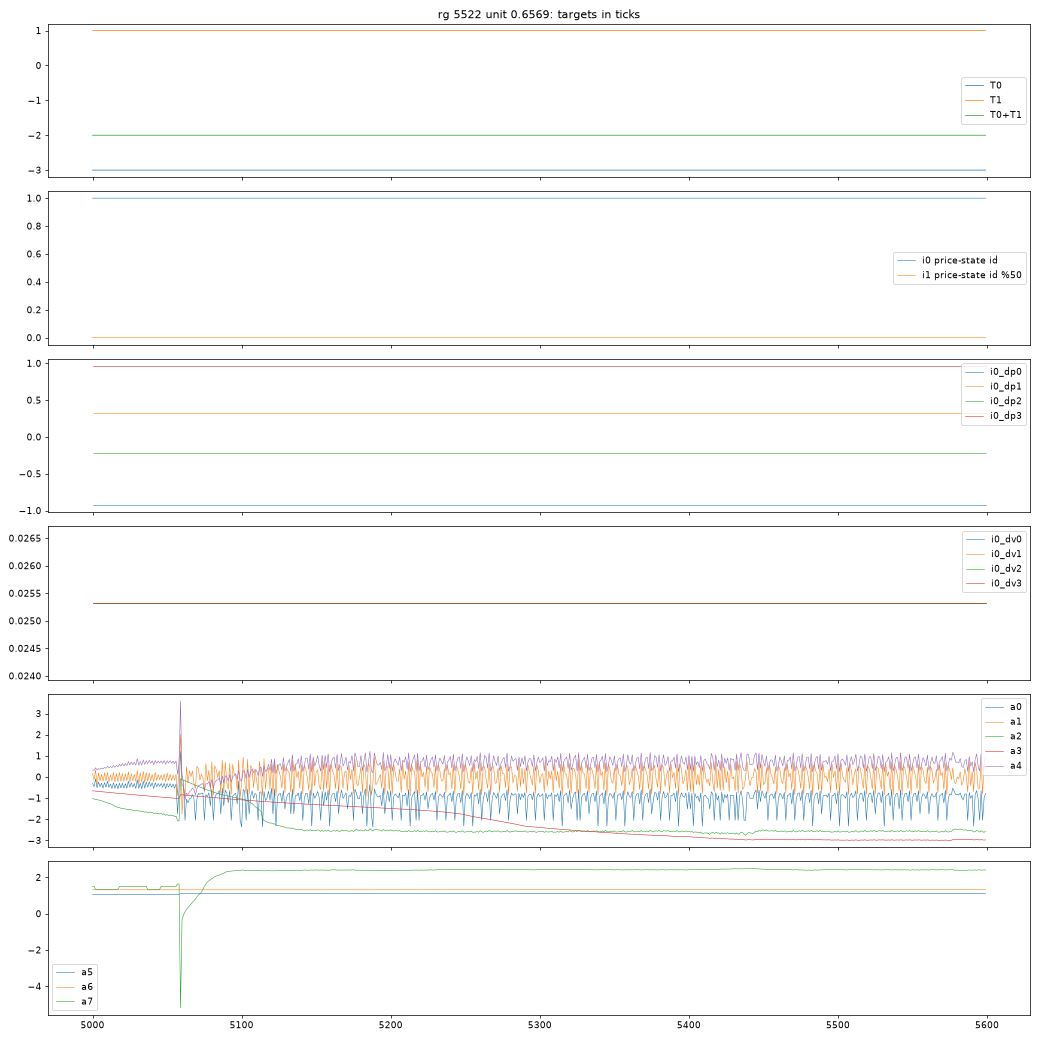 rg 5522 unit 0.6569: targets in ticks
1
0
−1
−2
−3
T0
T1
T0+T1
1.0
0.8
0.6
0.4
0.2
0.0
i0 price-state id
i1 price-state id %50
1.0
0.5
0.0
−0.5
−1.0
i0_dp0
i0_dp1
i0_dp2
i0_dp3
0.0265
0.0260
0.0255
0.0250
0.0245
0.0240
i0_dv0
i0_dv1
i0_dv2
i0_dv3
3
2
1
0
−1
−2
−3
a0
a1
a2
a3
a4
2
0
−2
−4
a5
a6
a7
5000 5100 5200 5300 5400 5500 5600